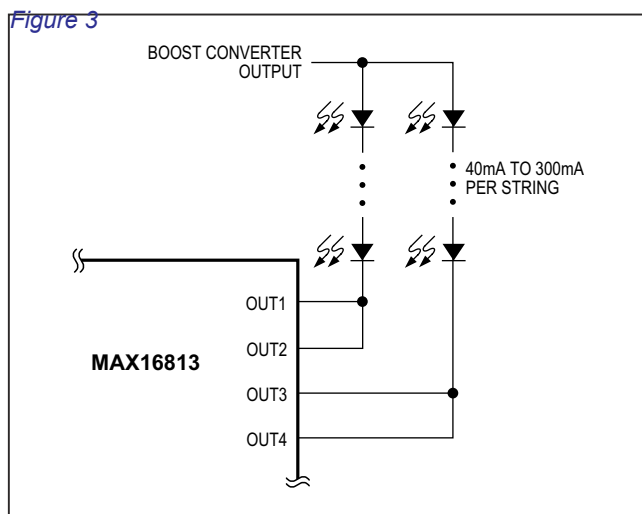 Figure 3
BOOST CONVERTER
OUTPUT
40mA TO 300mA
PER STRING
OUT1
OUT2
MAX16813
OUT3
OUT4